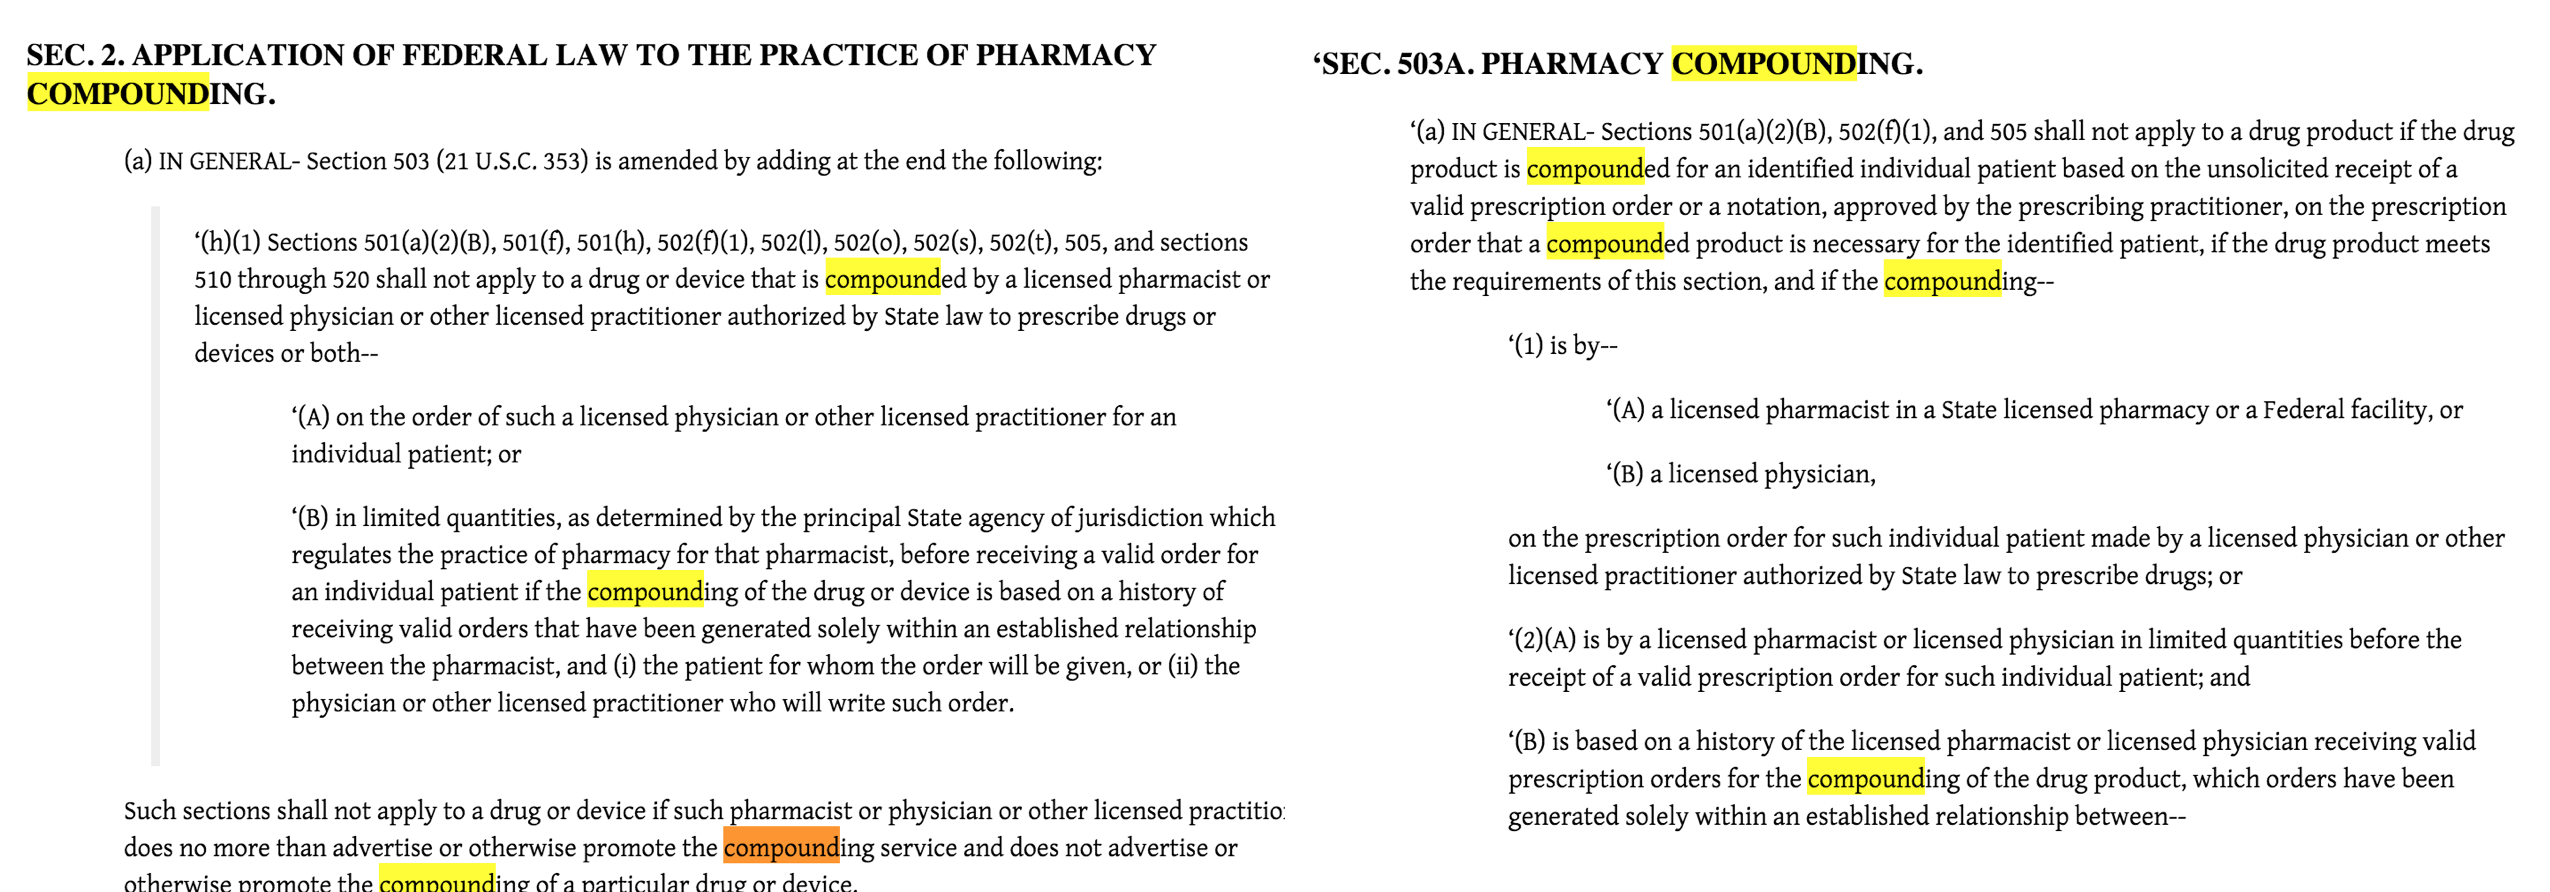 SEC. 2. APPLICATION OF FEDERAL LAW TO THE PRACTICE OF PHARMACY
COMPOUNDING.
(a) IN GENERAL- Section 503 (21 U.S.C. 353) is amended by adding at the end the following:
‘(h)(1) Sections 501(a)(2)(B), 501(f), 501(h), 502(f)(1), 502(l), 502(o), 502(s), 502(t), 505, and sections
510 through 520 shall not apply to a drug or device that is compounded by a licensed pharmacist or
licensed physician or other licensed practitioner authorized by State law to prescribe drugs or
devices or both--
‘(A) on the order of such a licensed physician or other licensed practitioner for an
individual patient; or
‘(B) in limited quantities, as determined by the principal State agency of jurisdiction which
regulates the practice of pharmacy for that pharmacist, before receiving a valid order for
an individual patient if the compounding of the drug or device is based on a history of
receiving valid orders that have been generated solely within an established relationship
between the pharmacist, and (i) the patient for whom the order will be given, or (ii) the
physician or other licensed practitioner who will write such order.
Such sections shall not apply to a drug or device if such pharmacist or physician or other licensed practitio
does no more than advertise or otherwise promote the compounding service and does not advertise or
otherwise promote the compounding of a particular drug or device.
‘SEC. 503A. PHARMACY COMPOUNDING.
‘(a) IN GENERAL- Sections 501(a)(2)(B), 502(f)(1), and 505 shall not apply to a drug product if the drug
product is compounded for an identified individual patient based on the unsolicited receipt of a
valid prescription order or a notation, approved by the prescribing practitioner, on the prescription
order that a compounded product is necessary for the identified patient, if the drug product meets
the requirements of this section, and if the compounding--
‘(1) is by--
‘(A) a licensed pharmacist in a State licensed pharmacy or a Federal facility, or
‘(B) a licensed physician,
on the prescription order for such individual patient made by a licensed physician or other
licensed practitioner authorized by State law to prescribe drugs; or
‘(2)(A) is by a licensed pharmacist or licensed physician in limited quantities before the
receipt of a valid prescription order for such individual patient; and
‘(B) is based on a history of the licensed pharmacist or licensed physician receiving valid
prescription orders for the compounding of the drug product, which orders have been
generated solely within an established relationship between--